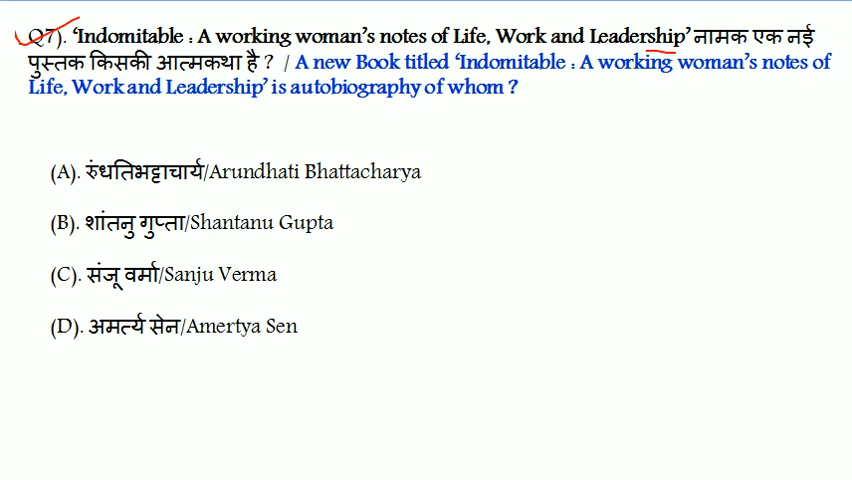 Q7). ‘Indomitable : A working woman’s notes of Life, Work and Leadership’ नामक एक नई
पुस्तक किसकी आत्मकथा है ? / A new Book titled ‘Indomitable : A working woman’s notes of
Life, Work and Leadership’ is autobiography of whom ?
(A). रुंधतिभट्टाचार्य/Arundhati Bhattacharya
(B). शांतनु गुप्ता/Shantanu Gupta
(C). संजू वर्मा/Sanju Verma
(D). अमर्त्य सेन/Amertya Sen